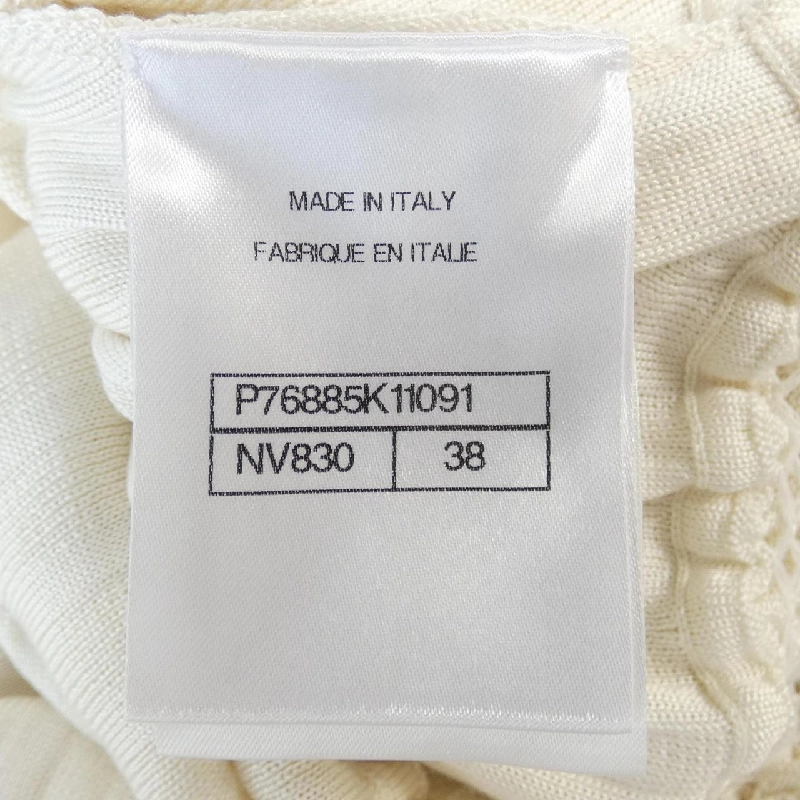 MADE IN ITALY
FABRIQUE EN ITALIE
P76885K11091
NV830 38